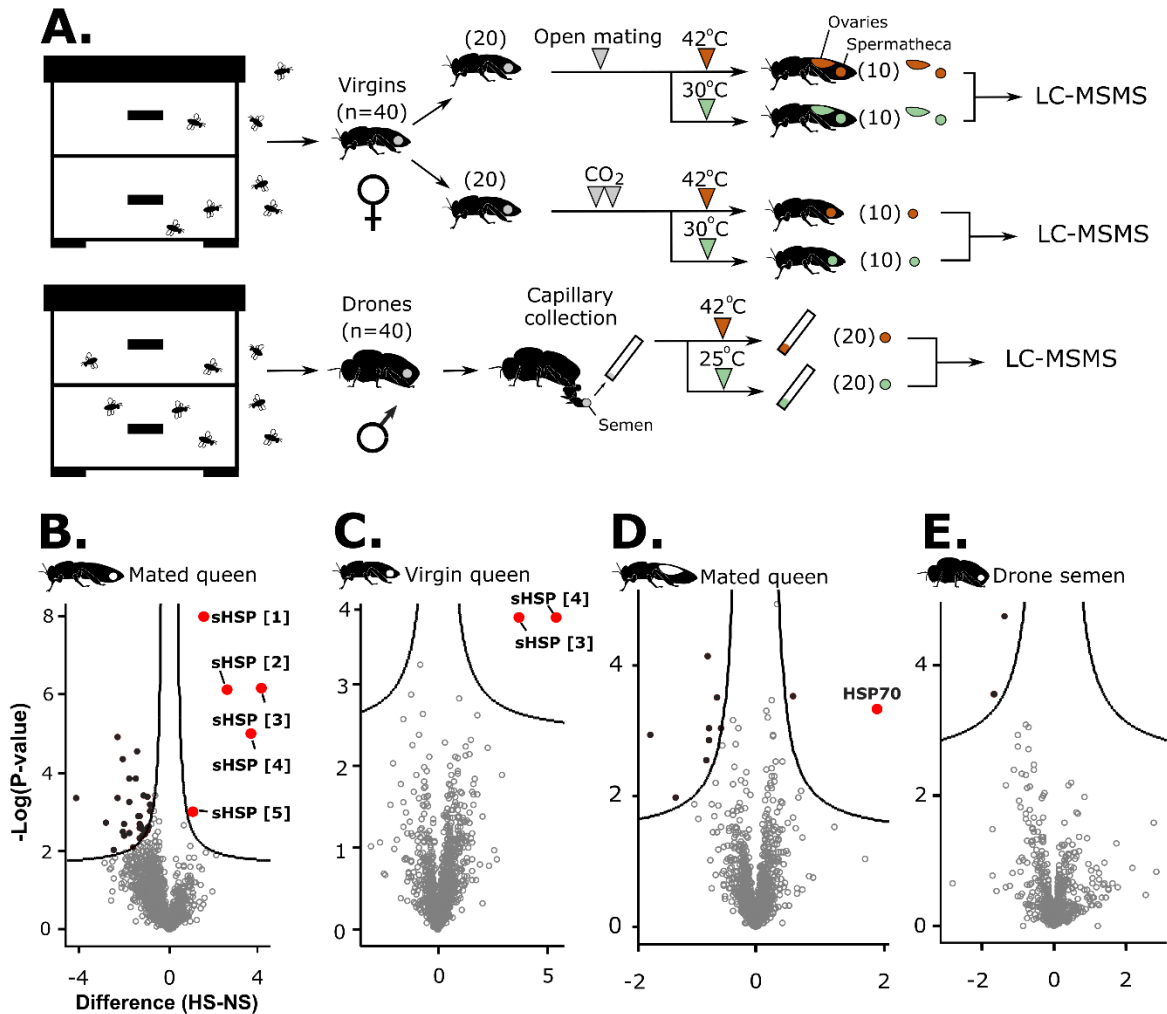 A.
Virgins
(n=40)
(20)
Open mating
42°C
30°C
Ovaries
Spermatheca
(10)
(10)
LC-MSMS
(20)
CO2
42°C
30°C
(10)
(10)
LC-MSMS
Drones
(n=40)
Capillary
collection
Semen
42°C
25°C
(20)
(20)
LC-MSMS
B.
Mated queen
sHSP [1]
sHSP [2]
sHSP [3]
sHSP [4]
sHSP [5]
8
6
4
2
0
-Log(P-value)
-4 0 4
Difference (HS-NS)
C.
Virgin queen
sHSP [4]
sHSP [3]
4
3
2
1
0
0 5
D.
Mated queen
HSP70
4
2
0
0 2
E.
Drone semen
4
2
0
-2 0 2